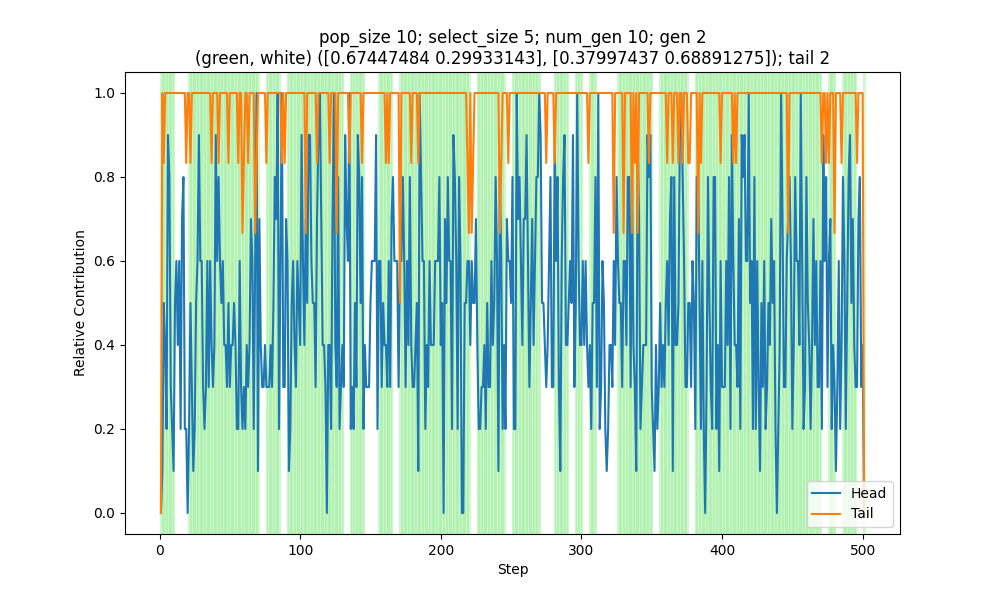 pop_size 10; select_size 5; num_gen 10; gen 2
(green, white) ([0.67447484 0.29933143], [0.37997437 0.68891275]); tail 2
1.0
0.8
0.6
0.4
0.2
0.0
Relative Contribution
0
100
200
300
400
500
Step
Head
Tail